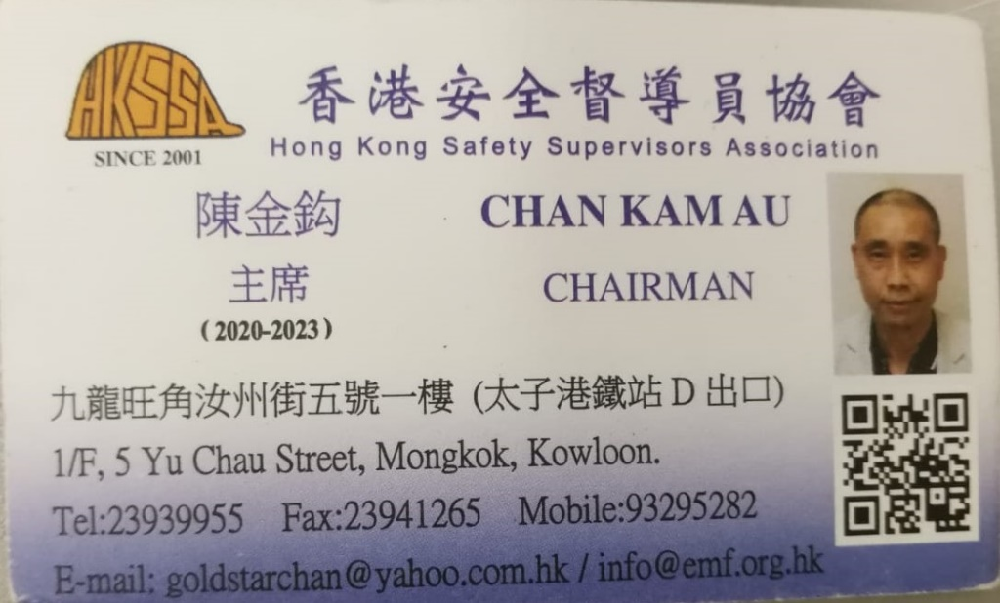 HKSSA
SINCE 2001
香港安全督導員協會
Hong Kong Safety Supervisors Association
陳金鈎 CHAN KAM AU
主席 CHAIRMAN
(2020-2023)
九龍旺角汝州街五號一樓 (太子港鐵站 D 出口)
1/F, 5 Yu Chau Street, Mongkok, Kowloon.
Tel:23939955 Fax:23941265 Mobile:93295282
E-mail: goldstarchan@yahoo.com.hk / info@emf.org.hk